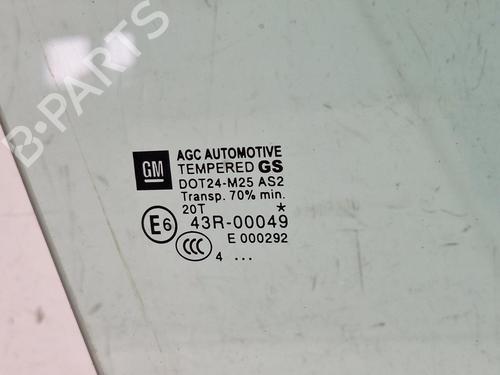 B-PARTS
GM
AGC AUTOMOTIVE
TEMPERED GS
DOT24-M25 AS2
Transp. 70% min.
20T *
E6 43R-00049
E 000292
CCC
4 ...